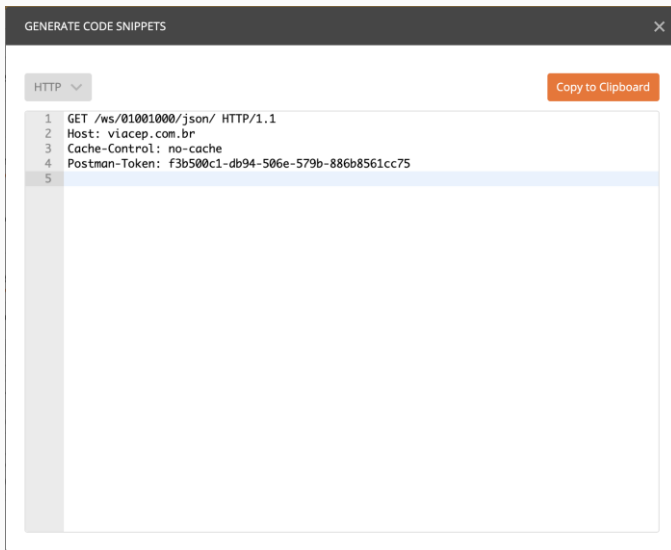 GENERATE CODE SNIPPETS
HTTP
Copy to Clipboard
1 GET /ws/01001000/json/ HTTP/1.1
2 Host: viacep.com.br
3 Cache-Control: no-cache
4 Postman-Token: f3b500c1-db94-506e-579b-886b8561cc75
5